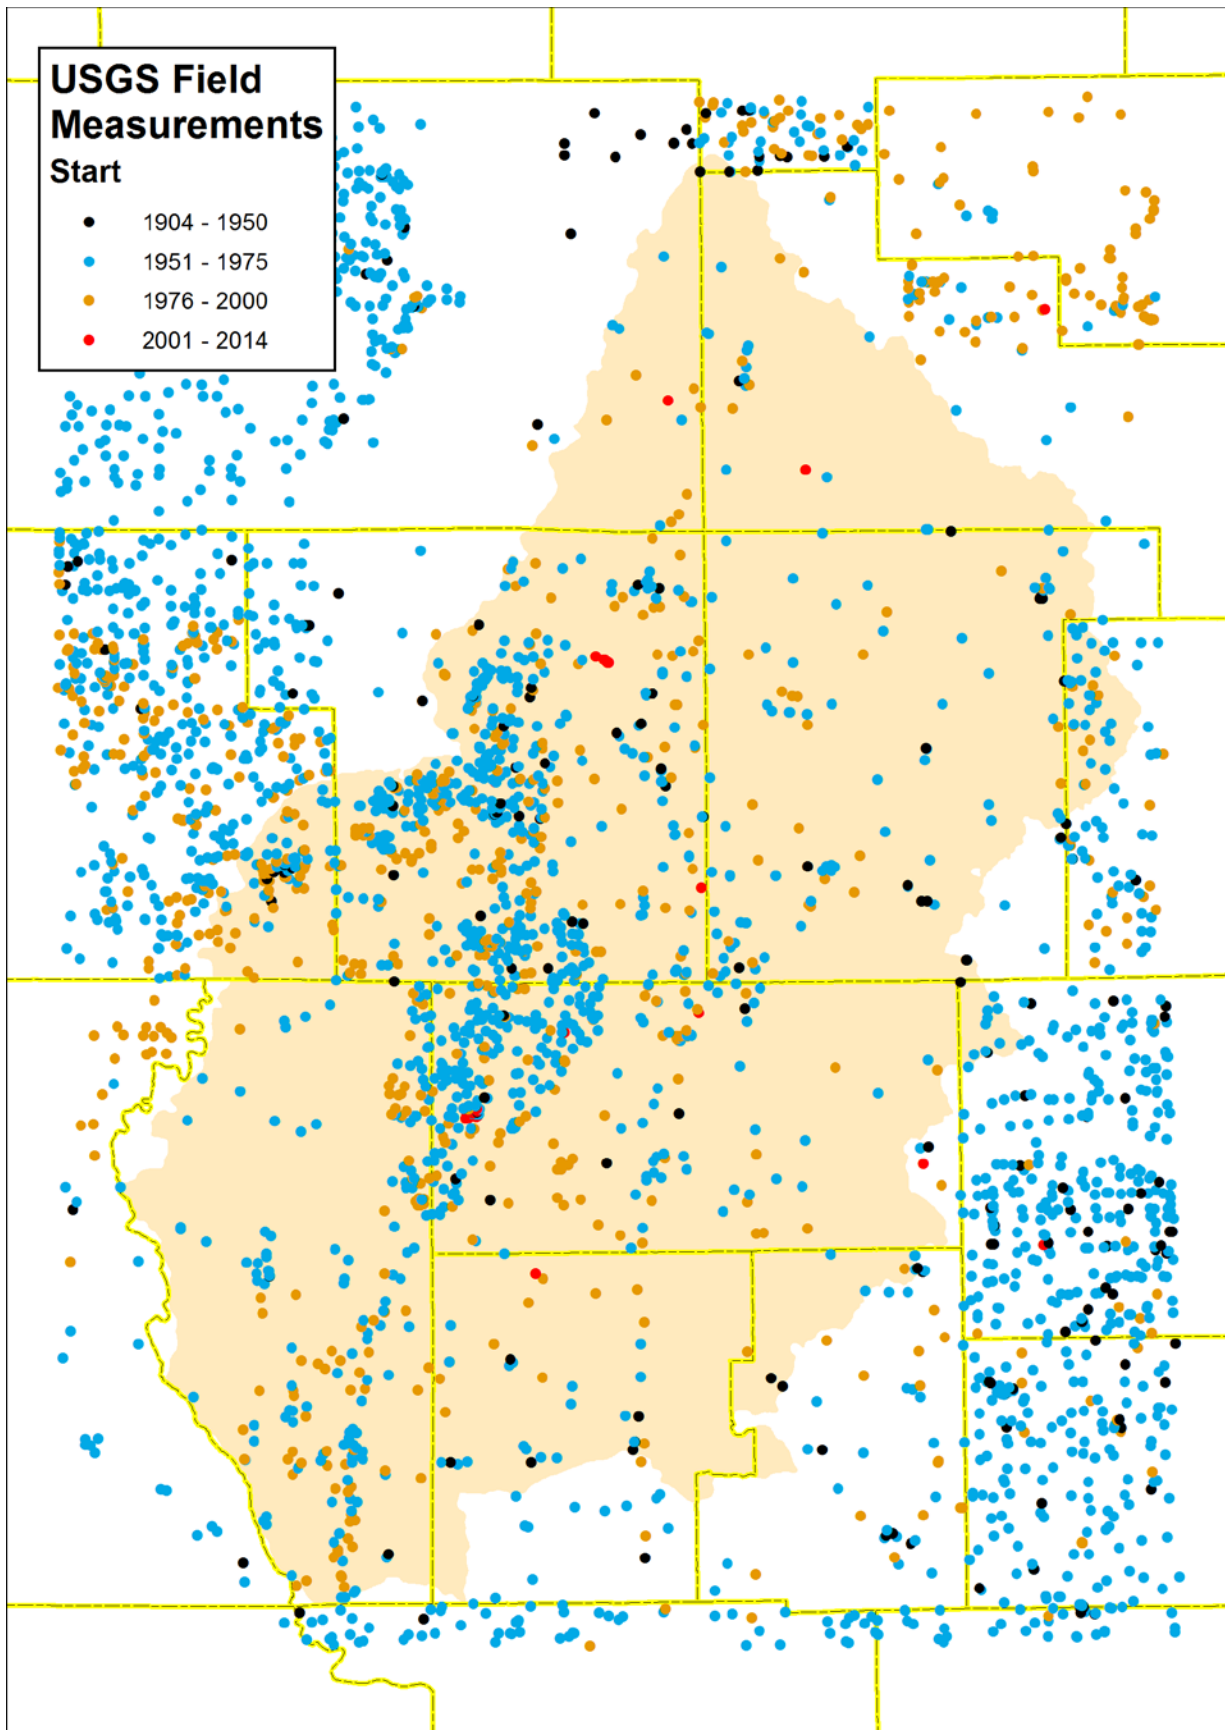 USGS Field
Measurements
Start
1904 - 1950
1951 - 1975
1976 - 2000
2001 - 2014